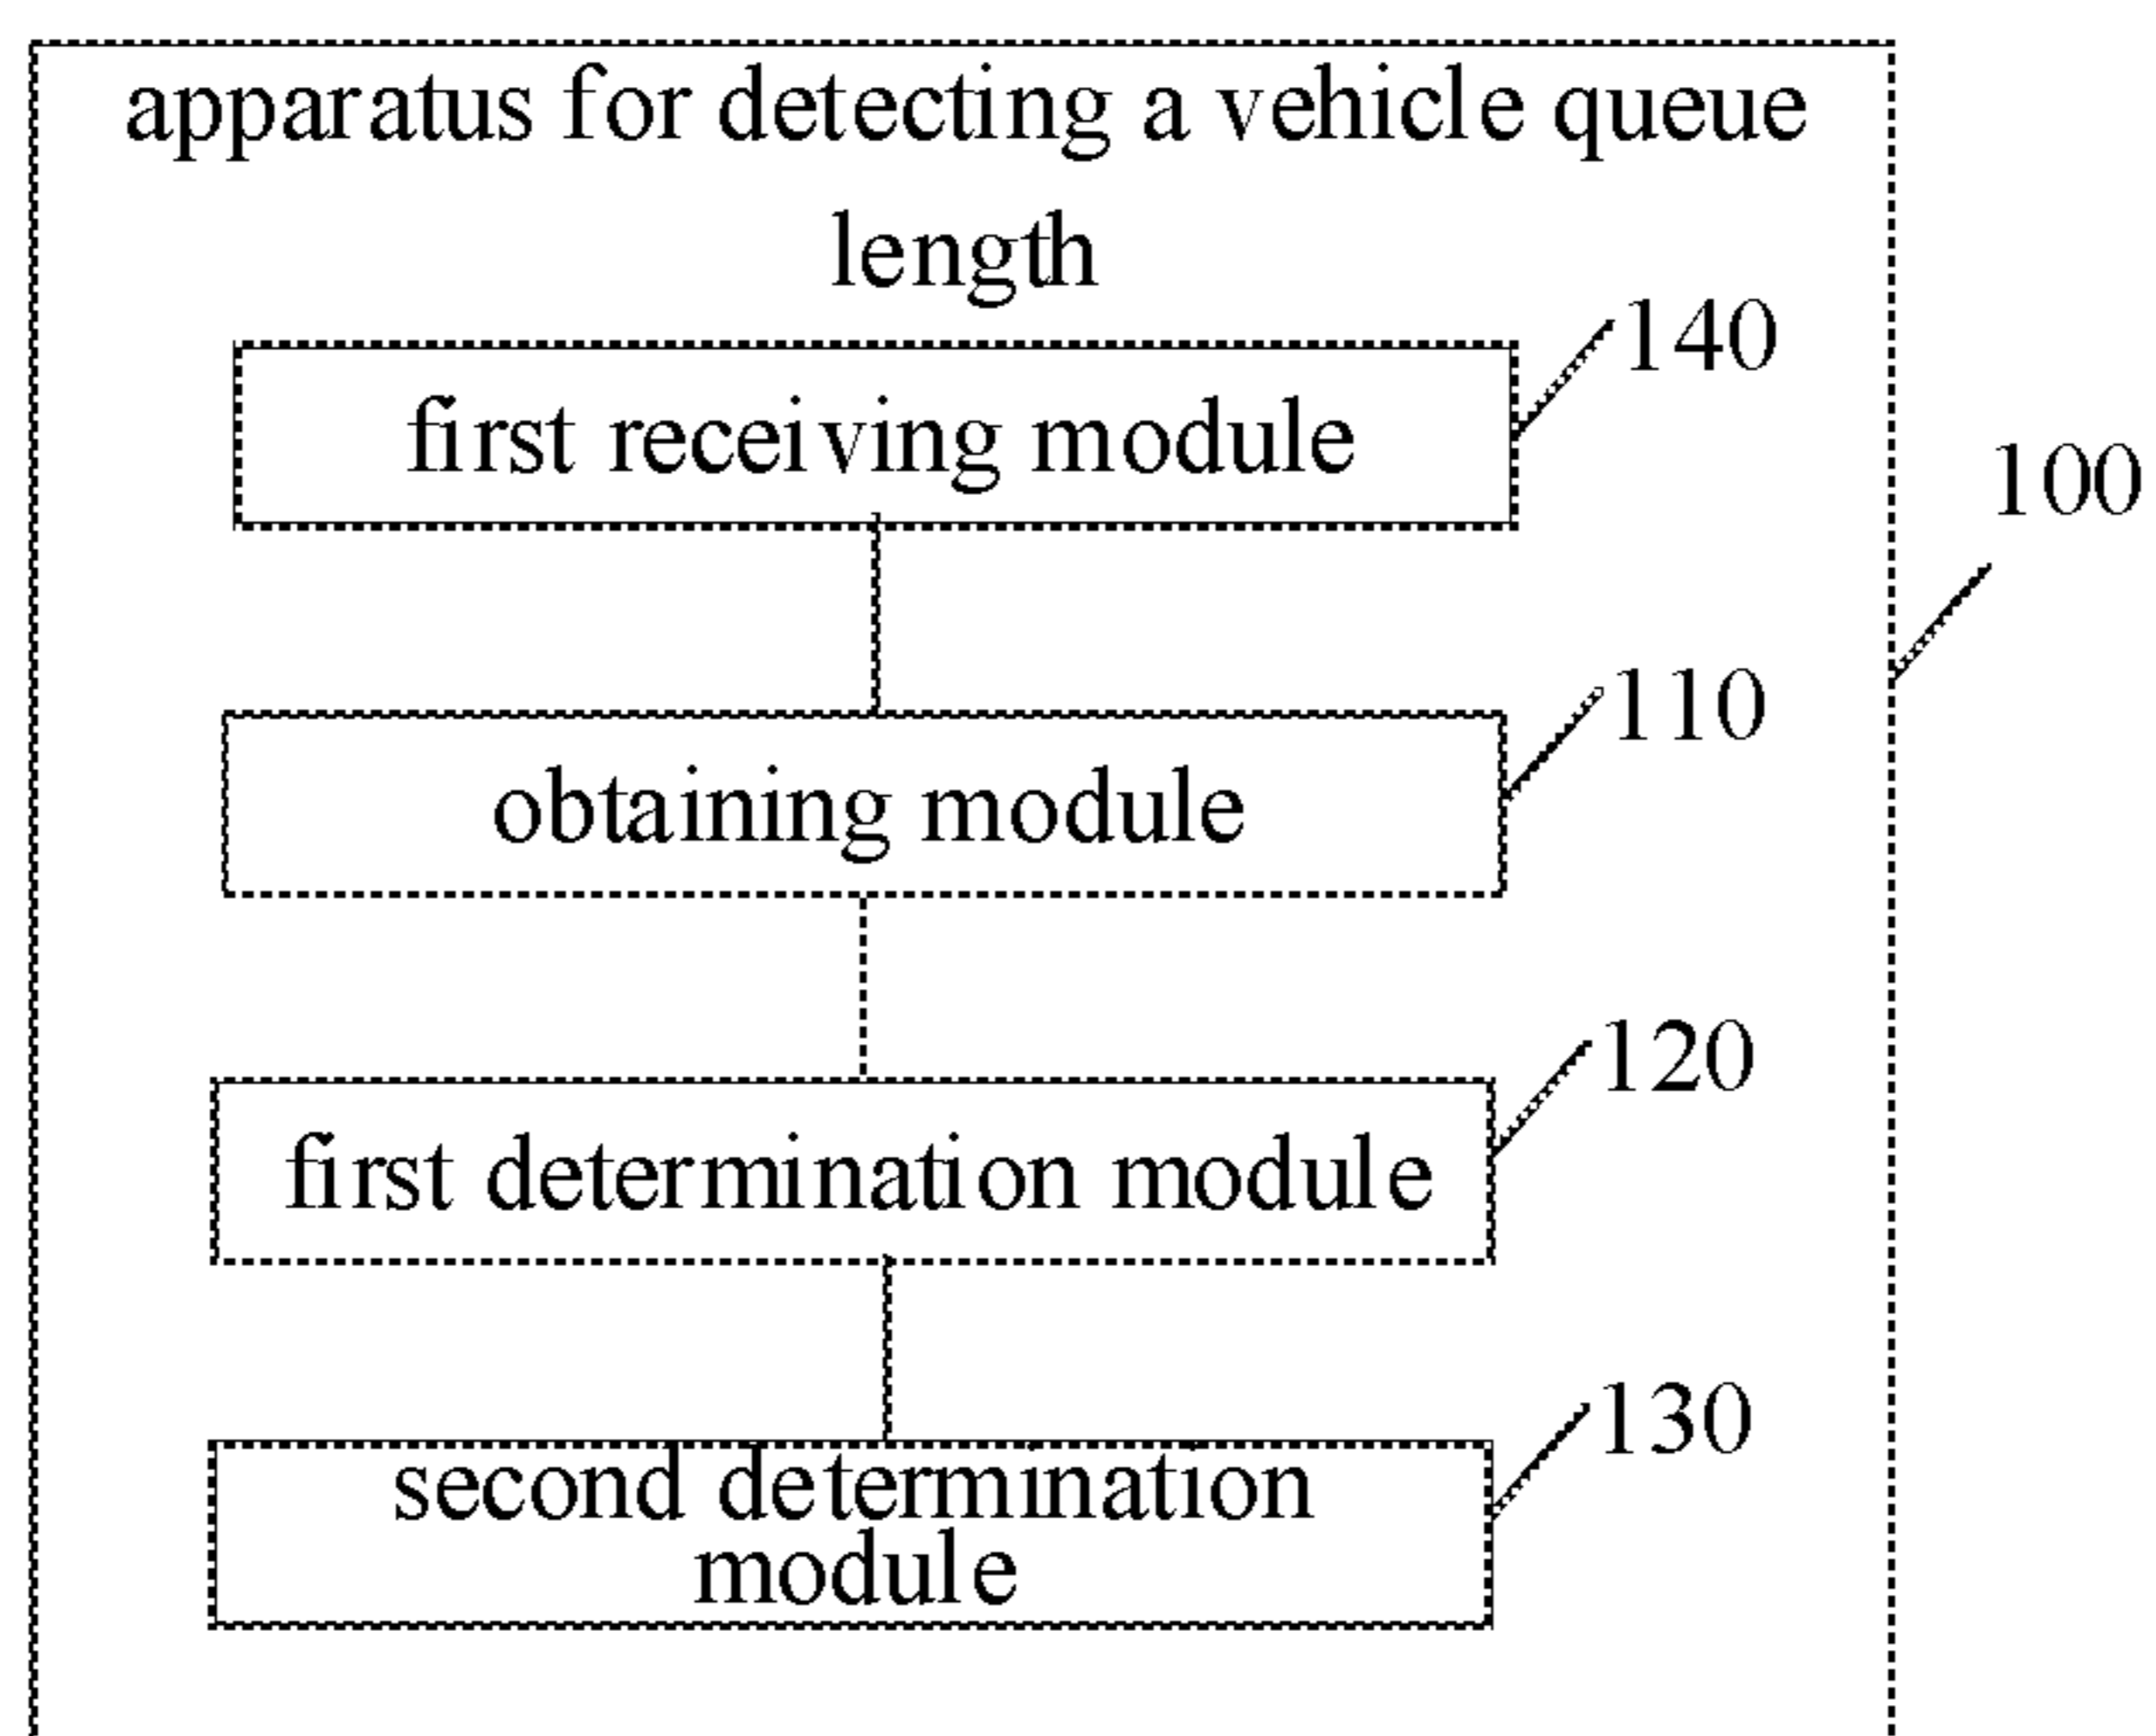 apparatus for detecting a vehicle queue
length
140
first receiving module
100
110
obtaining module
120
first determination module
130
second determination
module